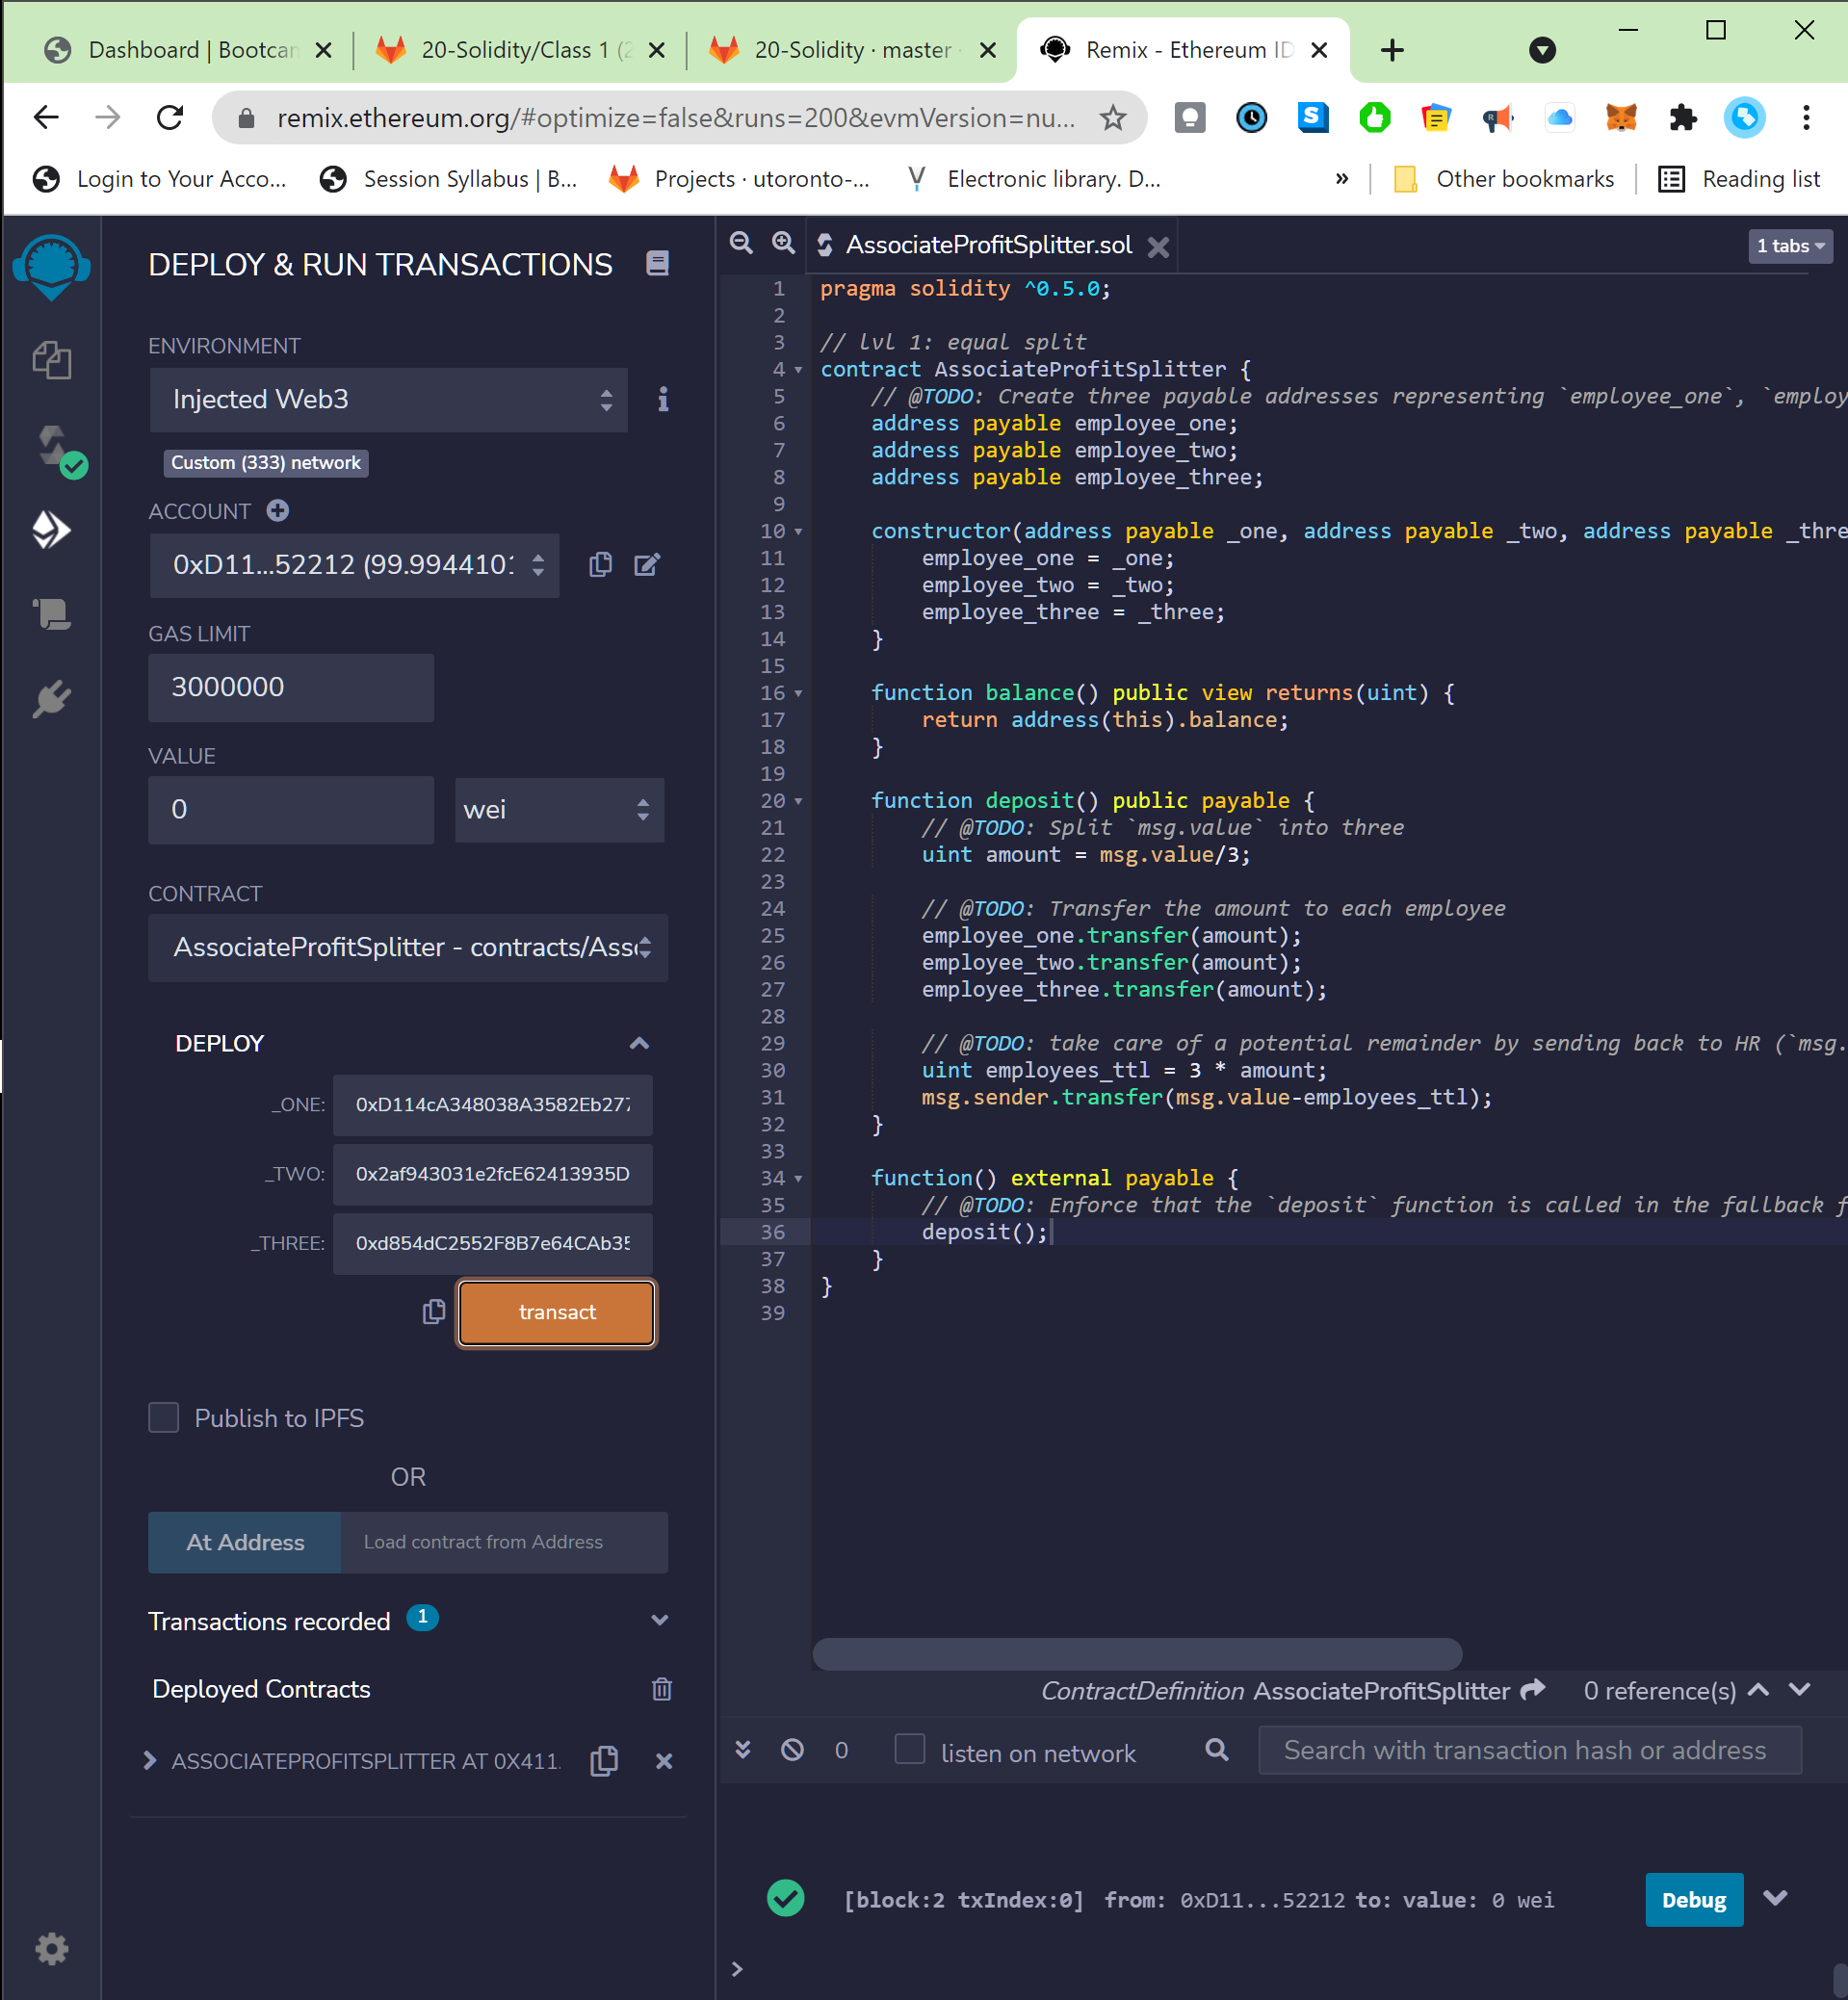 Dashboard | Bootcan
20-Solidity/Class 1 (2
20-Solidity · master ·
Remix - Ethereum ID
remix.ethereum.org/#optimize=false&runs=200&evmVersion=nu...
Login to Your Acco...
Session Syllabus | B...
Projects · utoronto-...
Electronic library. D...
»
Other bookmarks
Reading list
DEPLOY & RUN TRANSACTIONS
ENVIRONMENT
Injected Web3
Custom (333) network
ACCOUNT
0xD11...52212 (99.9944101
GAS LIMIT
3000000
VALUE
0
wei
CONTRACT
AssociateProfitSplitter - contracts/Asso
DEPLOY
_ONE: 0xD114cA348038A3582Eb277
_TWO: 0x2af943031e2fcE62413935D
_THREE: 0xd854dC2552F8B7e64CAb35
transact
Publish to IPFS
OR
At Address
Load contract from Address
Transactions recorded 1
Deployed Contracts
ASSOCIATEPROFITSPLITTER AT 0X411.
AssociateProfitSplitter.sol
1 tabs
1 pragma solidity ^0.5.0;
2
3 // lvl 1: equal split
4 contract AssociateProfitSplitter {
5 // @TODO: Create three payable addresses representing `employee_one`, `employ
6 address payable employee_one;
7 address payable employee_two;
8 address payable employee_three;
9
10 constructor(address payable _one, address payable _two, address payable _thre
11 employee_one = _one;
12 employee_two = _two;
13 employee_three = _three;
14 }
15
16 function balance() public view returns(uint) {
17 return address(this).balance;
18 }
19
20 function deposit() public payable {
21 // @TODO: Split `msg.value` into three
22 uint amount = msg.value/3;
23
24 // @TODO: Transfer the amount to each employee
25 employee_one.transfer(amount);
26 employee_two.transfer(amount);
27 employee_three.transfer(amount);
28
29 // @TODO: take care of a potential remainder by sending back to HR (`msg.
30 uint employees_ttl = 3 * amount;
31 msg.sender.transfer(msg.value-employees_ttl);
32 }
33
34 function() external payable {
35 // @TODO: Enforce that the `deposit` function is called in the fallback f
36 deposit();
37 }
38 }
39
ContractDefinition AssociateProfitSplitter
0 reference(s)
0
listen on network
Search with transaction hash or address
[block:2 txIndex:0] from: 0xD11...52212 to: value: 0 wei
Debug
>